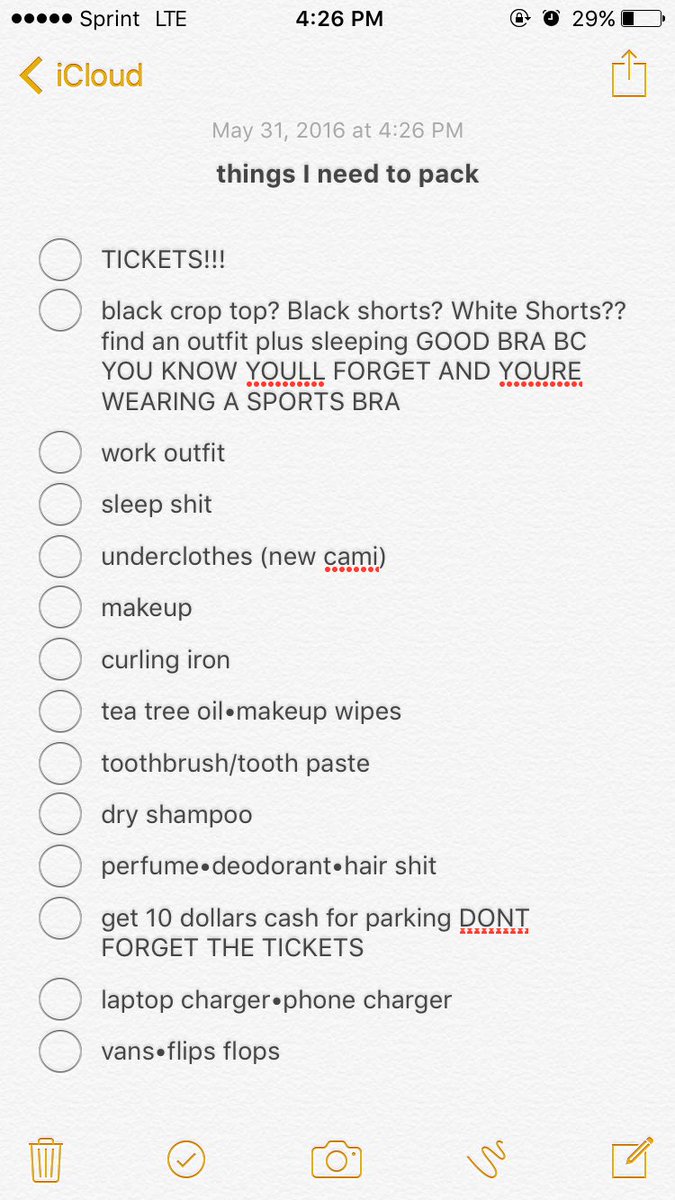 Sprint LTE 4:26 PM 29%
iCloud
May 31, 2016 at 4:26 PM
things I need to pack
TICKETS!!!
black crop top? Black shorts? White Shorts??
find an outfit plus sleeping GOOD BRA BC
YOU KNOW YOULL FORGET AND YOURE
WEARING A SPORTS BRA
work outfit
sleep shit
underclothes (new cami)
makeup
curling iron
tea tree oil•makeup wipes
toothbrush/tooth paste
dry shampoo
perfume•deodorant•hair shit
get 10 dollars cash for parking DONT
FORGET THE TICKETS
laptop charger•phone charger
vans•flips flops